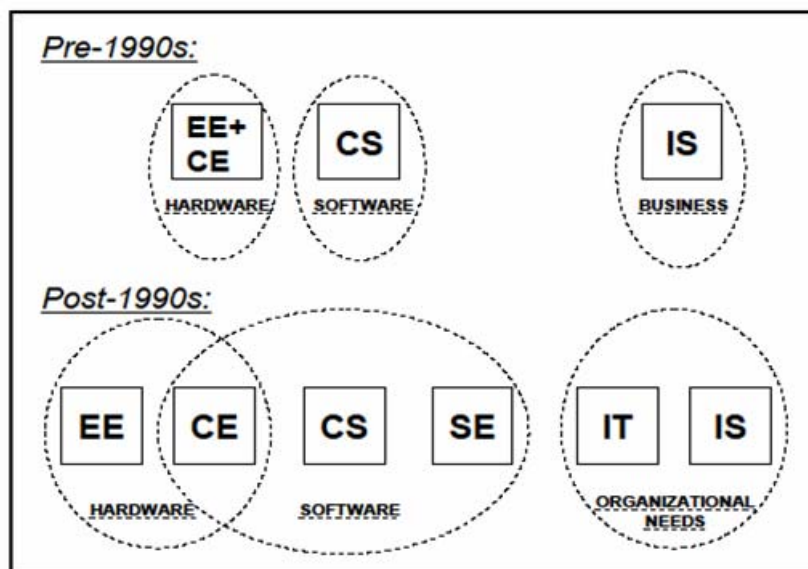 Pre-1990s:
EE+
CE
CS
IS
HARDWARE
SOFTWARE
BUSINESS
Post-1990s:
EE
CE
CS
SE
IT
IS
HARDWARE
SOFTWARE
ORGANIZATIONAL
NEEDS